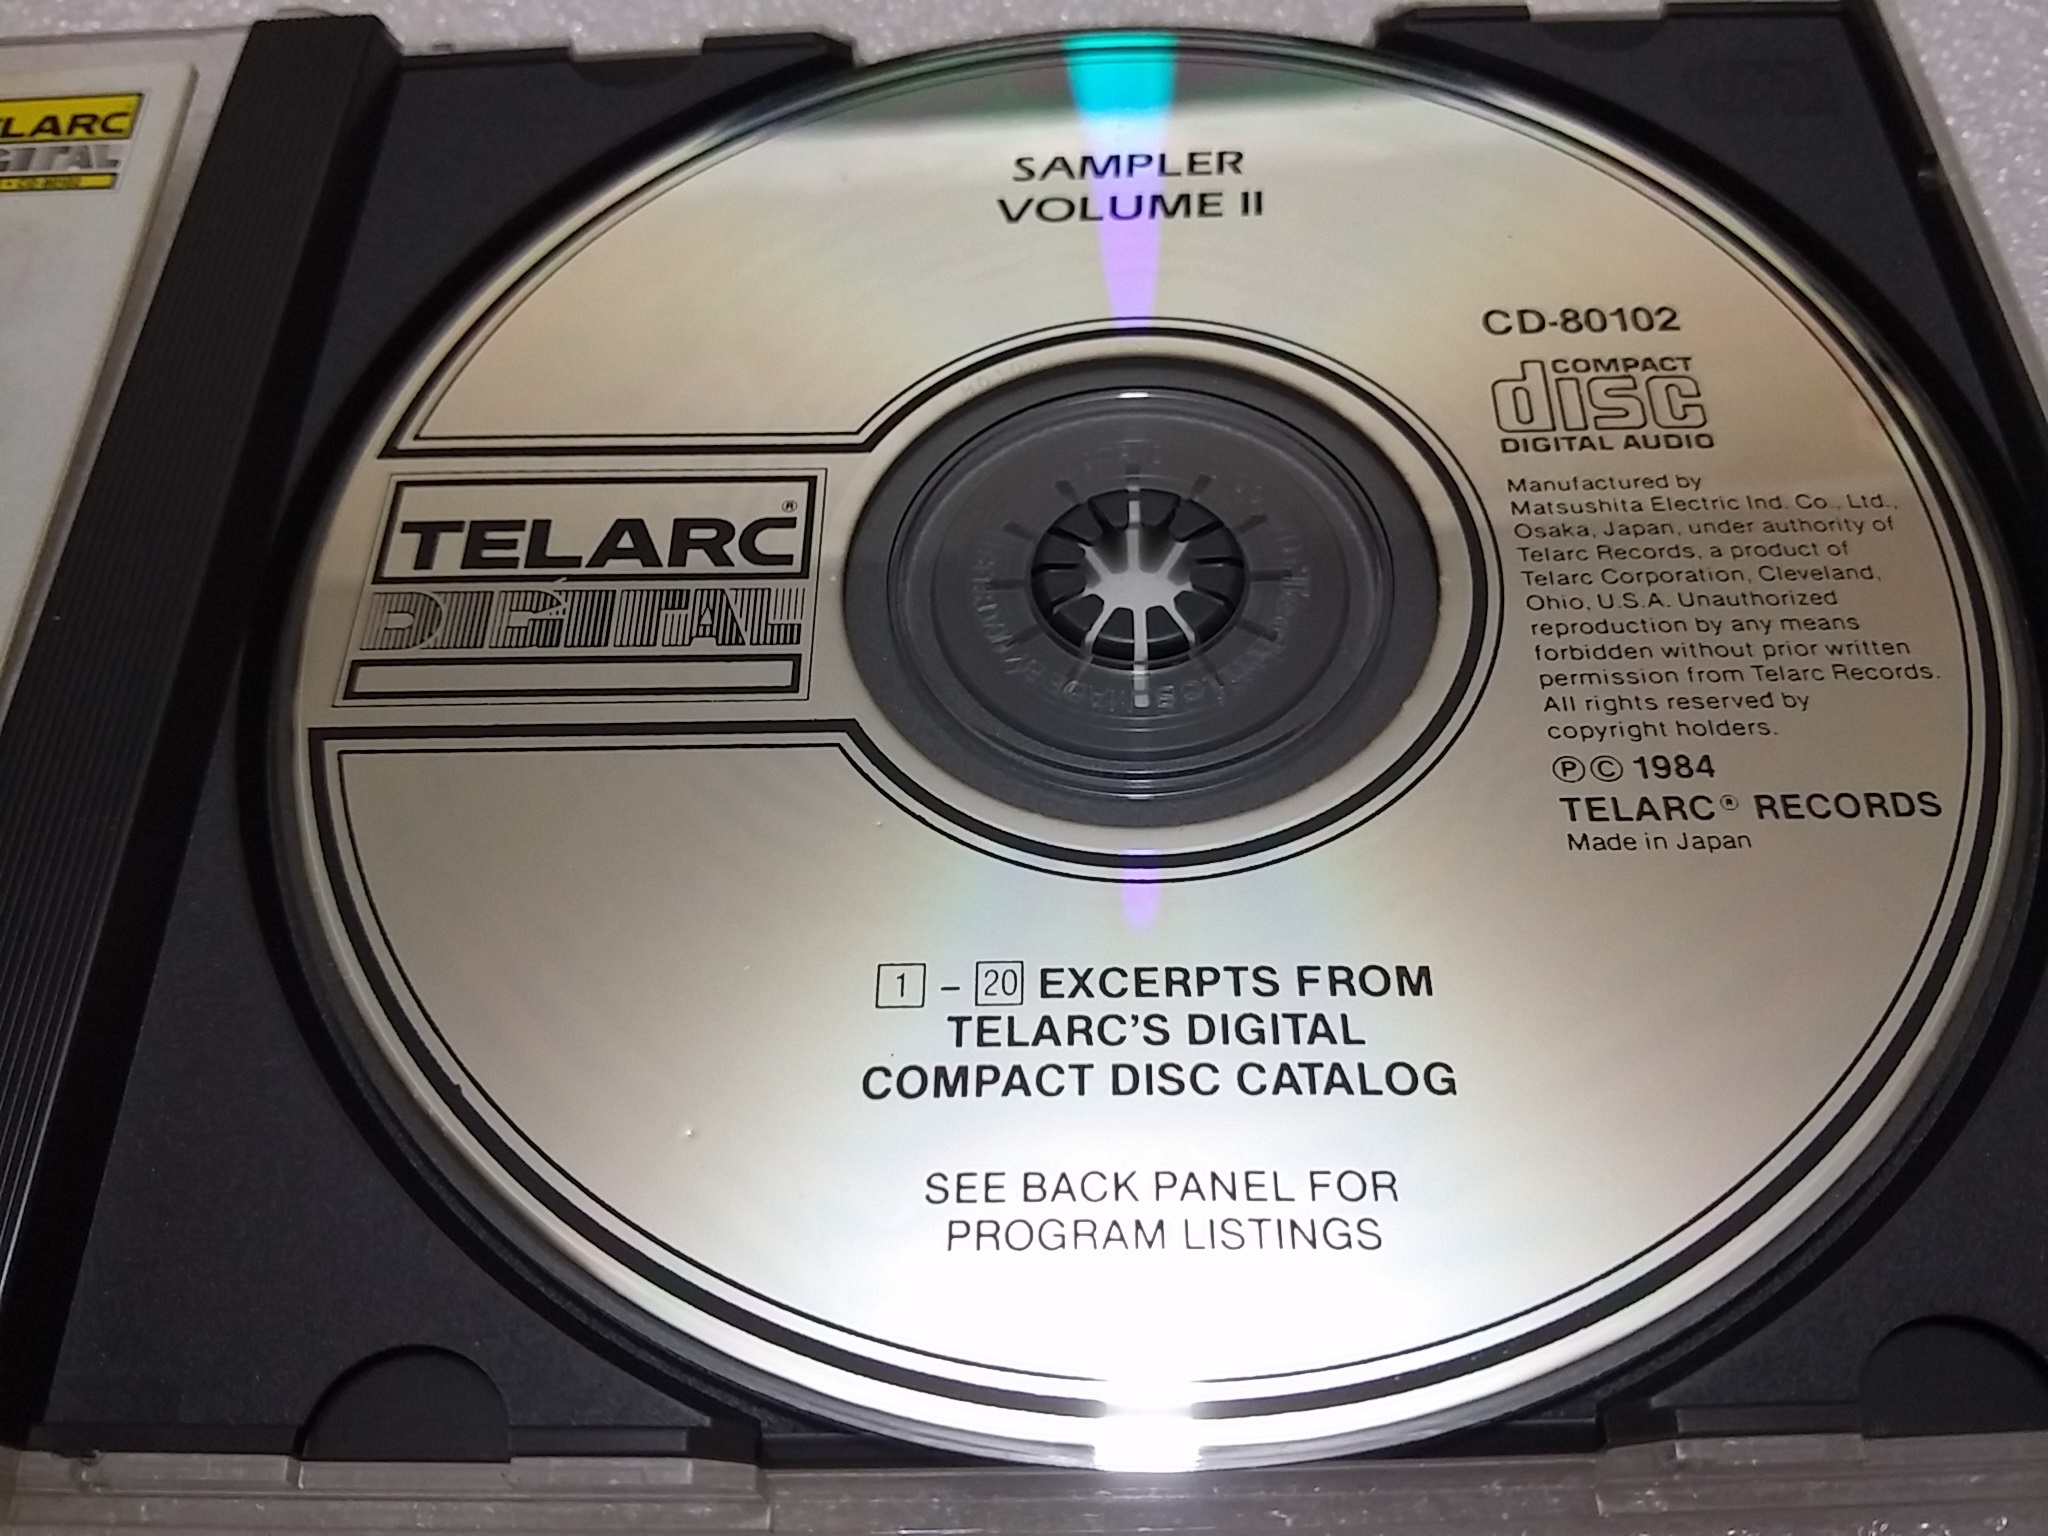 SAMPLER
VOLUME II
CD-80102
COMPACT
disc
DIGITAL AUDIO
Manufactured by
Matsushita Electric Ind. Co., Ltd.,
Osaka, Japan, under authority of
Telarc Records, a product of
Telarc Corporation, Cleveland,
Ohio, U.S.A. Unauthorized
reproduction by any means
forbidden without prior written
permission from Telarc Records.
All rights reserved by
copyright holders.
Ⓟ© 1984
TELARC® RECORDS
Made in Japan
TELARC®
DIGITAL
1 – 20 EXCERPTS FROM
TELARC'S DIGITAL
COMPACT DISC CATALOG
SEE BACK PANEL FOR
PROGRAM LISTINGS